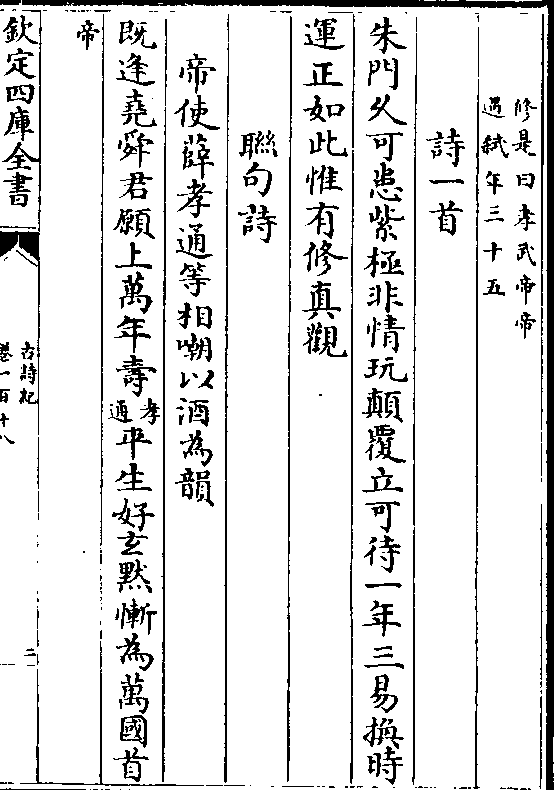 修是曰孝武帝帝
遇弑年三十五
詩一首
朱門久可患紫極非情玩顛覆立可待一年三易換時
運正如此惟有修真觀
聯句詩
帝使薛孝通等相嘲以酒為韻
既逢堯舜君願上萬年壽孝通平生好玄默慚為萬國首
帝
欽定四庫全書
古詩紀
卷一百十八
二